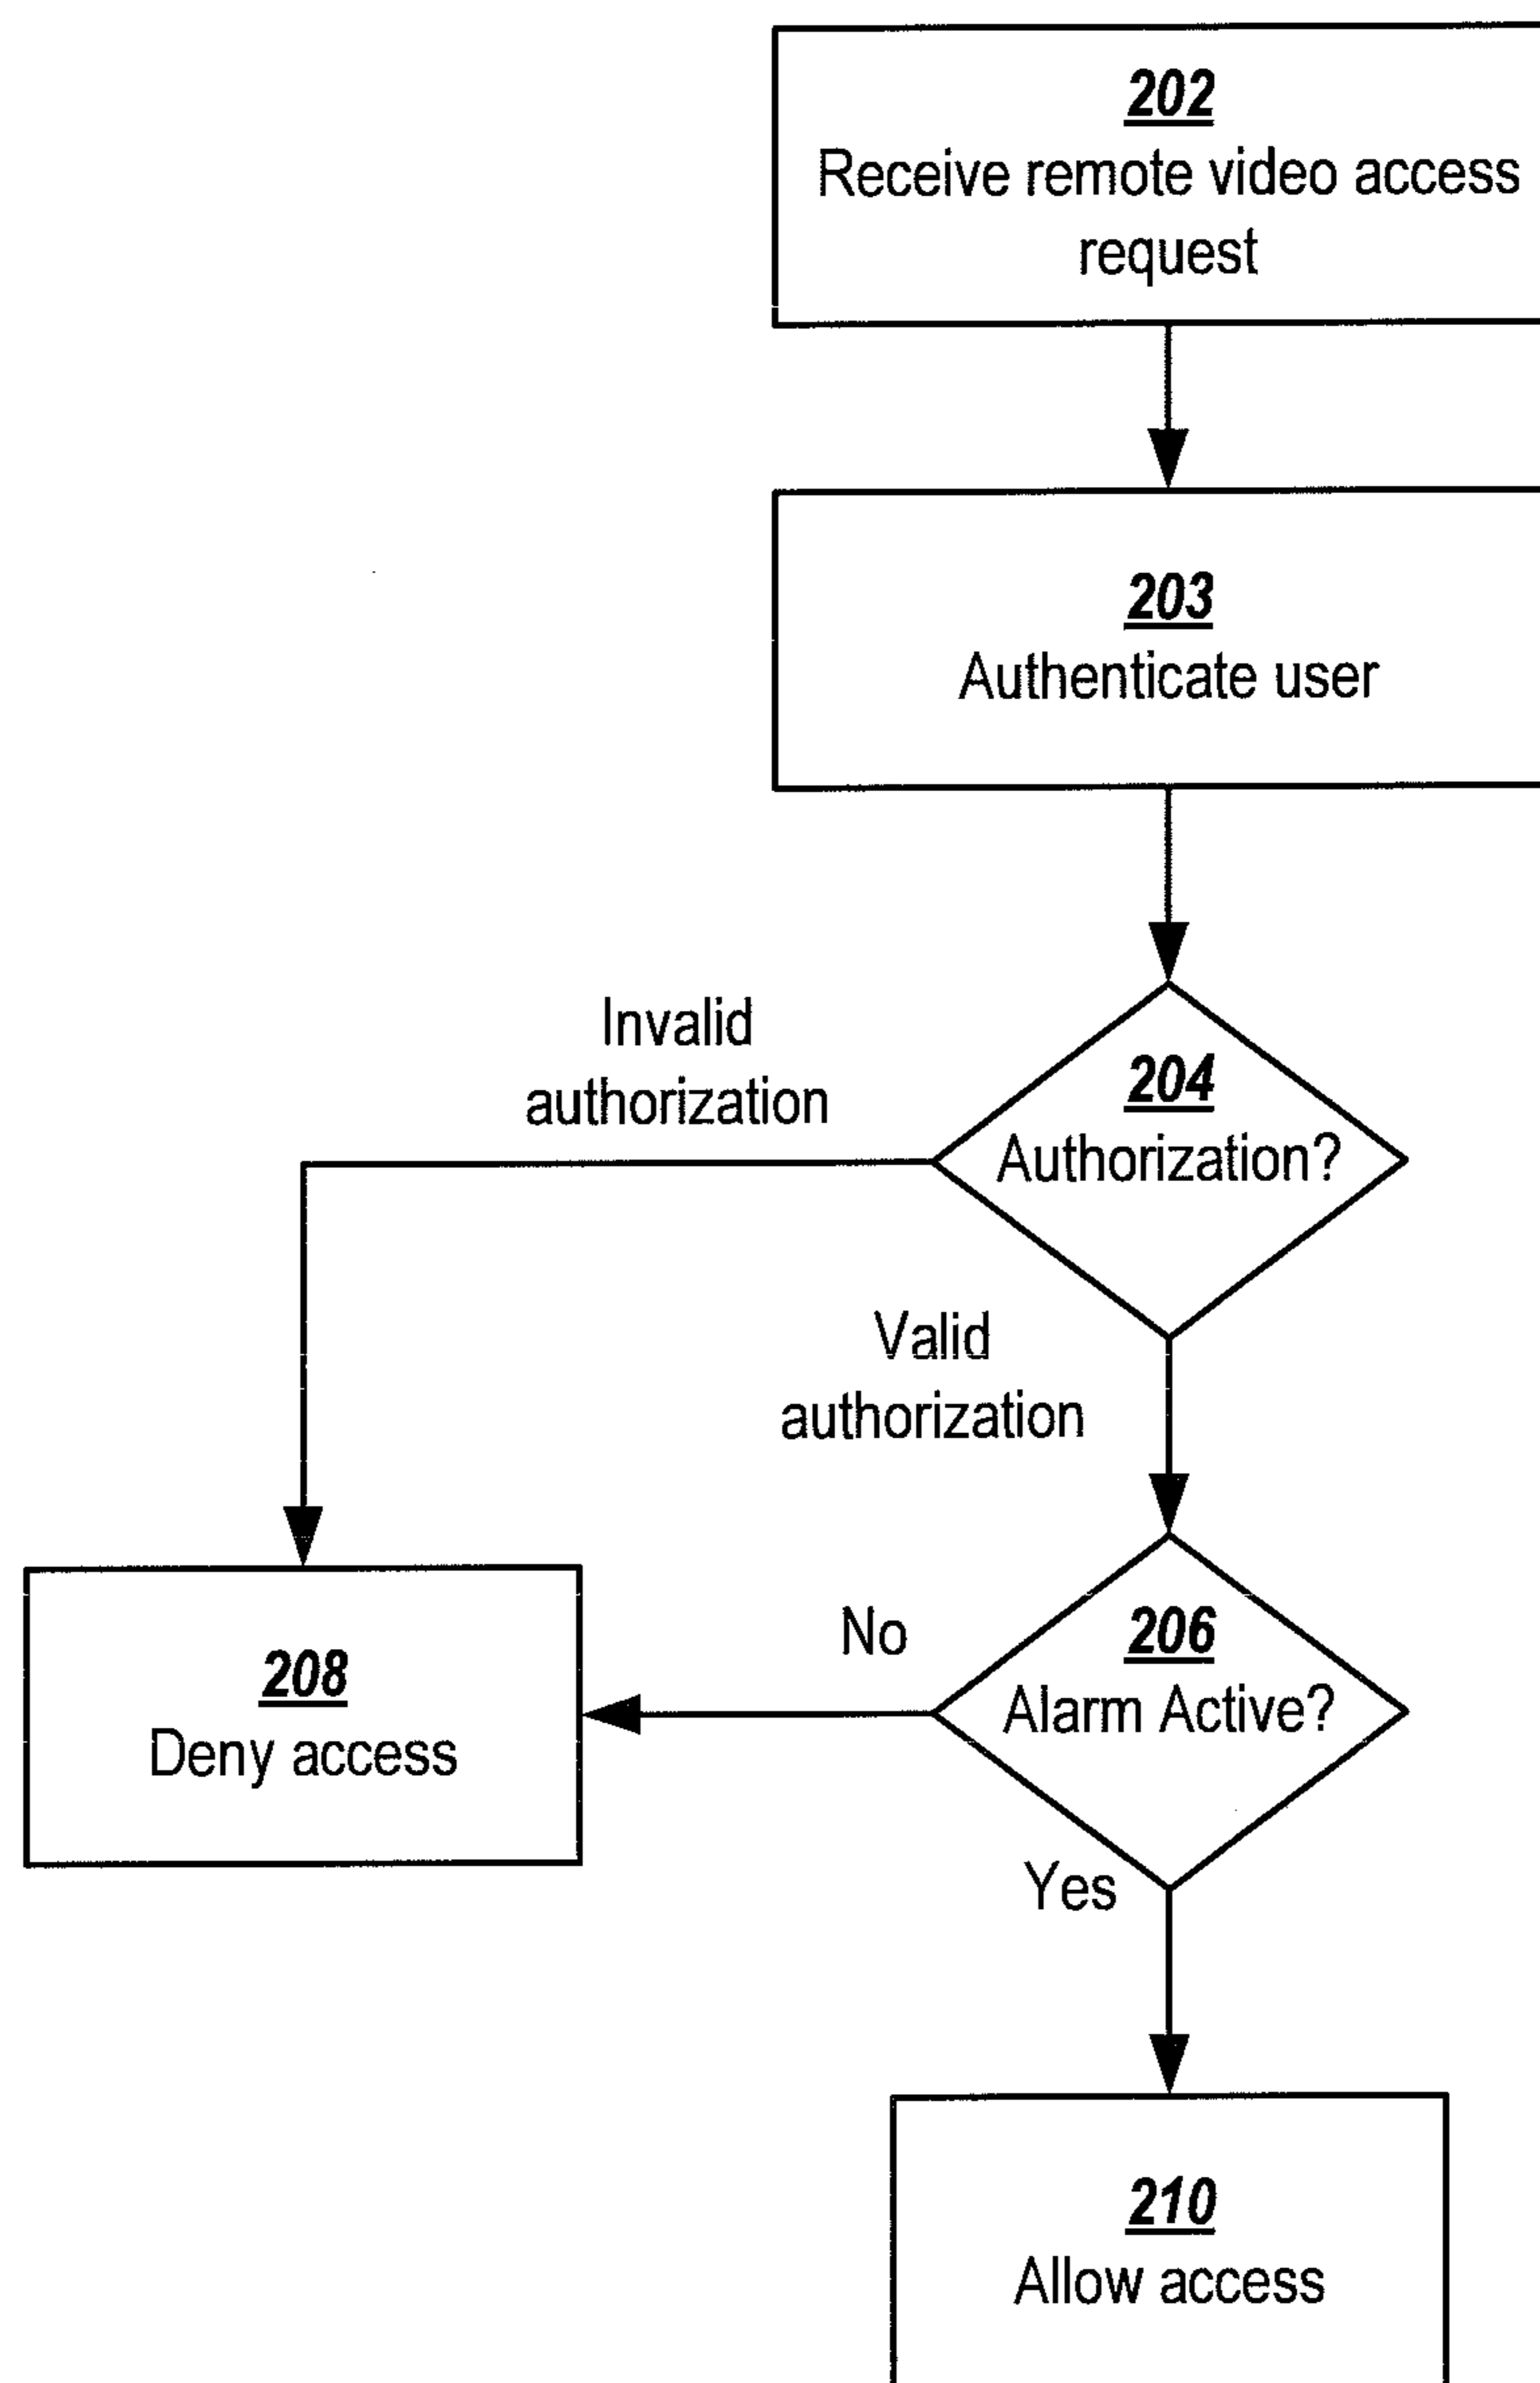 202
Receive remote video access
request
203
Authenticate user
Invalid
authorization
204
Authorization?
Valid
authorization
208
Deny access
No
206
Alarm Active?
Yes
210
Allow access